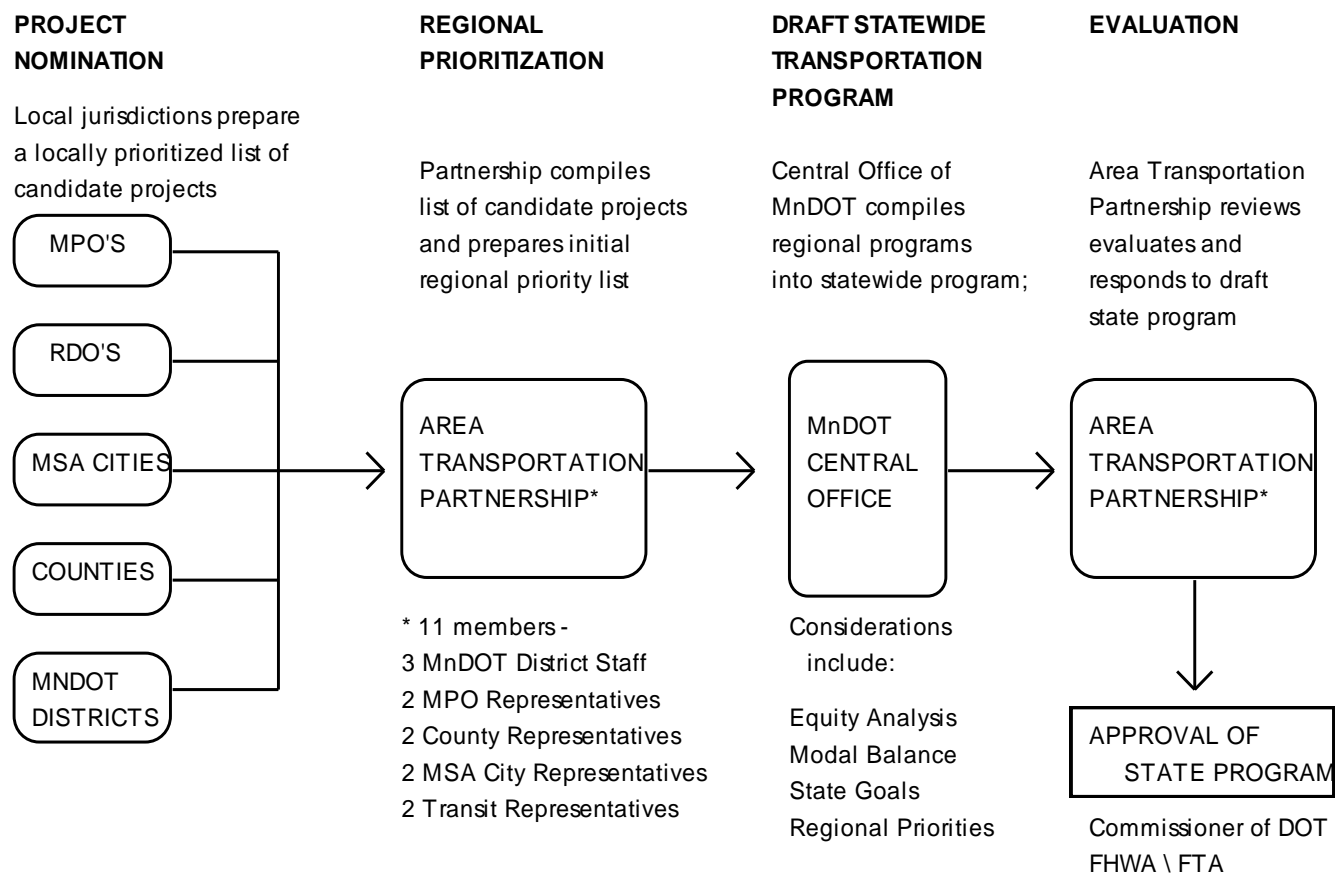 PROJECT
NOMINATION
Local jurisdictions prepare
a locally prioritized list of
candidate projects
MPO'S
RDO'S
MSA CITIES
COUNTIES
MNDOT
DISTRICTS
REGIONAL
PRIORITIZATION
Partnership compiles
list of candidate projects
and prepares initial
regional priority list
AREA
TRANSPORTATION
PARTNERSHIP*
* 11 members -
3 MnDOT District Staff
2 MPO Representatives
2 County Representatives
2 MSA City Representatives
2 Transit Representatives
DRAFT STATEWIDE
TRANSPORTATION
PROGRAM
Central Office of
MnDOT compiles
regional programs
into statewide program;
MnDOT
CENTRAL
OFFICE
Considerations
include:
Equity Analysis
Modal Balance
State Goals
Regional Priorities
EVALUATION
Area Transportation
Partnership reviews
evaluates and
responds to draft
state program
AREA
TRANSPORTATION
PARTNERSHIP*
APPROVAL OF
STATE PROGRAM
Commissioner of DOT
FHWA \ FTA